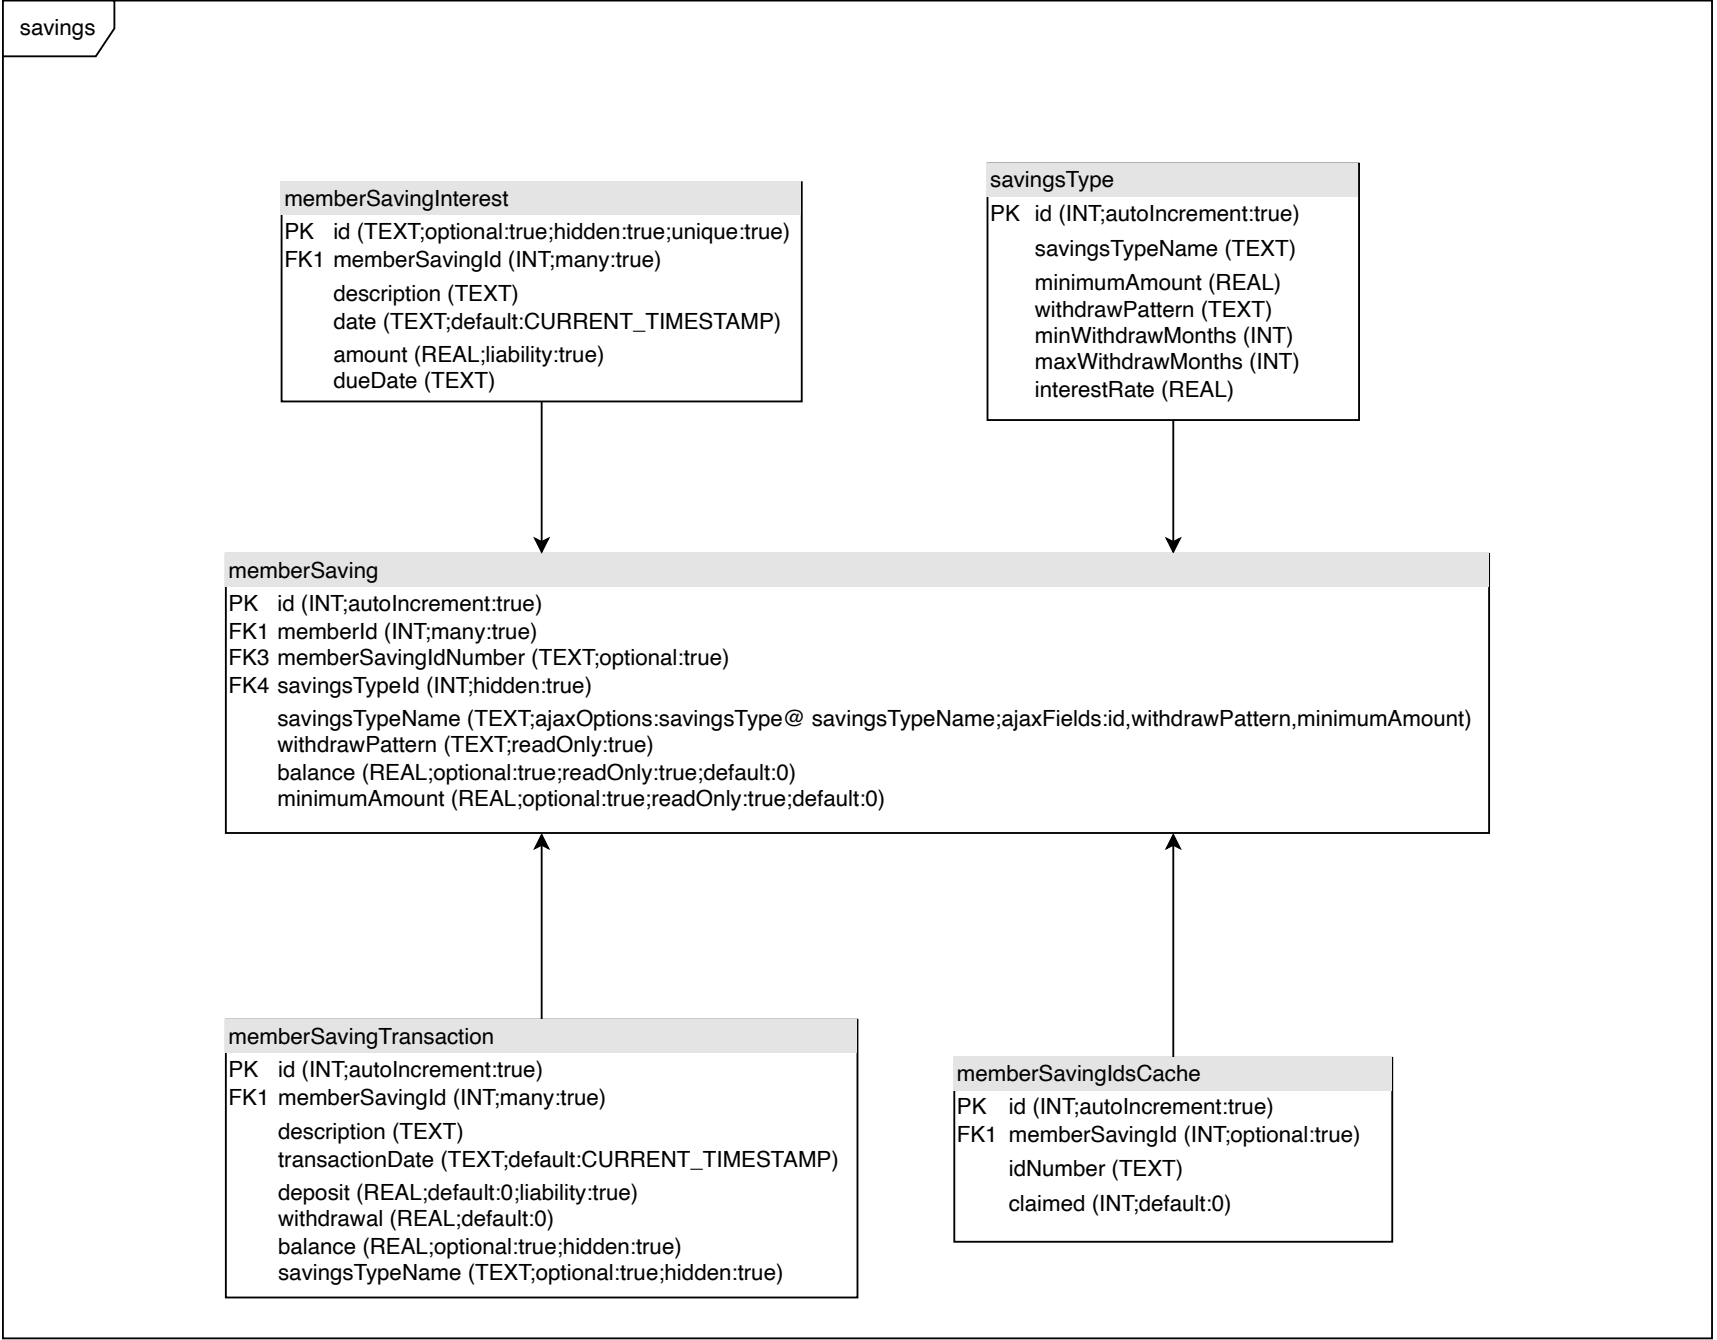 savings
memberSavingInterest
PK id (TEXT;optional:true;hidden:true;unique:true)
FK1 memberSavingId (INT;many:true)
description (TEXT)
date (TEXT;default:CURRENT_TIMESTAMP)
amount (REAL;liability:true)
dueDate (TEXT)
savingsType
PK id (INT;autoIncrement:true)
savingsTypeName (TEXT)
minimumAmount (REAL)
withdrawPattern (TEXT)
minWithdrawMonths (INT)
maxWithdrawMonths (INT)
interestRate (REAL)
memberSaving
PK id (INT;autoIncrement:true)
FK1 memberId (INT;many:true)
FK3 memberSavingIdNumber (TEXT;optional:true)
FK4 savingsTypeId (INT;hidden:true)
savingsTypeName (TEXT;ajaxOptions:savingsType@ savingsTypeName;ajaxFields:id,withdrawPattern,minimumAmount)
withdrawPattern (TEXT;readOnly:true)
balance (REAL;optional:true;readOnly:true;default:0)
minimumAmount (REAL;optional:true;readOnly:true;default:0)
memberSavingTransaction
PK id (INT;autoIncrement:true)
FK1 memberSavingId (INT;many:true)
description (TEXT)
transactionDate (TEXT;default:CURRENT_TIMESTAMP)
deposit (REAL;default:0;liability:true)
withdrawal (REAL;default:0)
balance (REAL;optional:true;hidden:true)
savingsTypeName (TEXT;optional:true;hidden:true)
memberSavingIdsCache
PK id (INT;autoIncrement:true)
FK1 memberSavingId (INT;optional:true)
idNumber (TEXT)
claimed (INT;default:0)